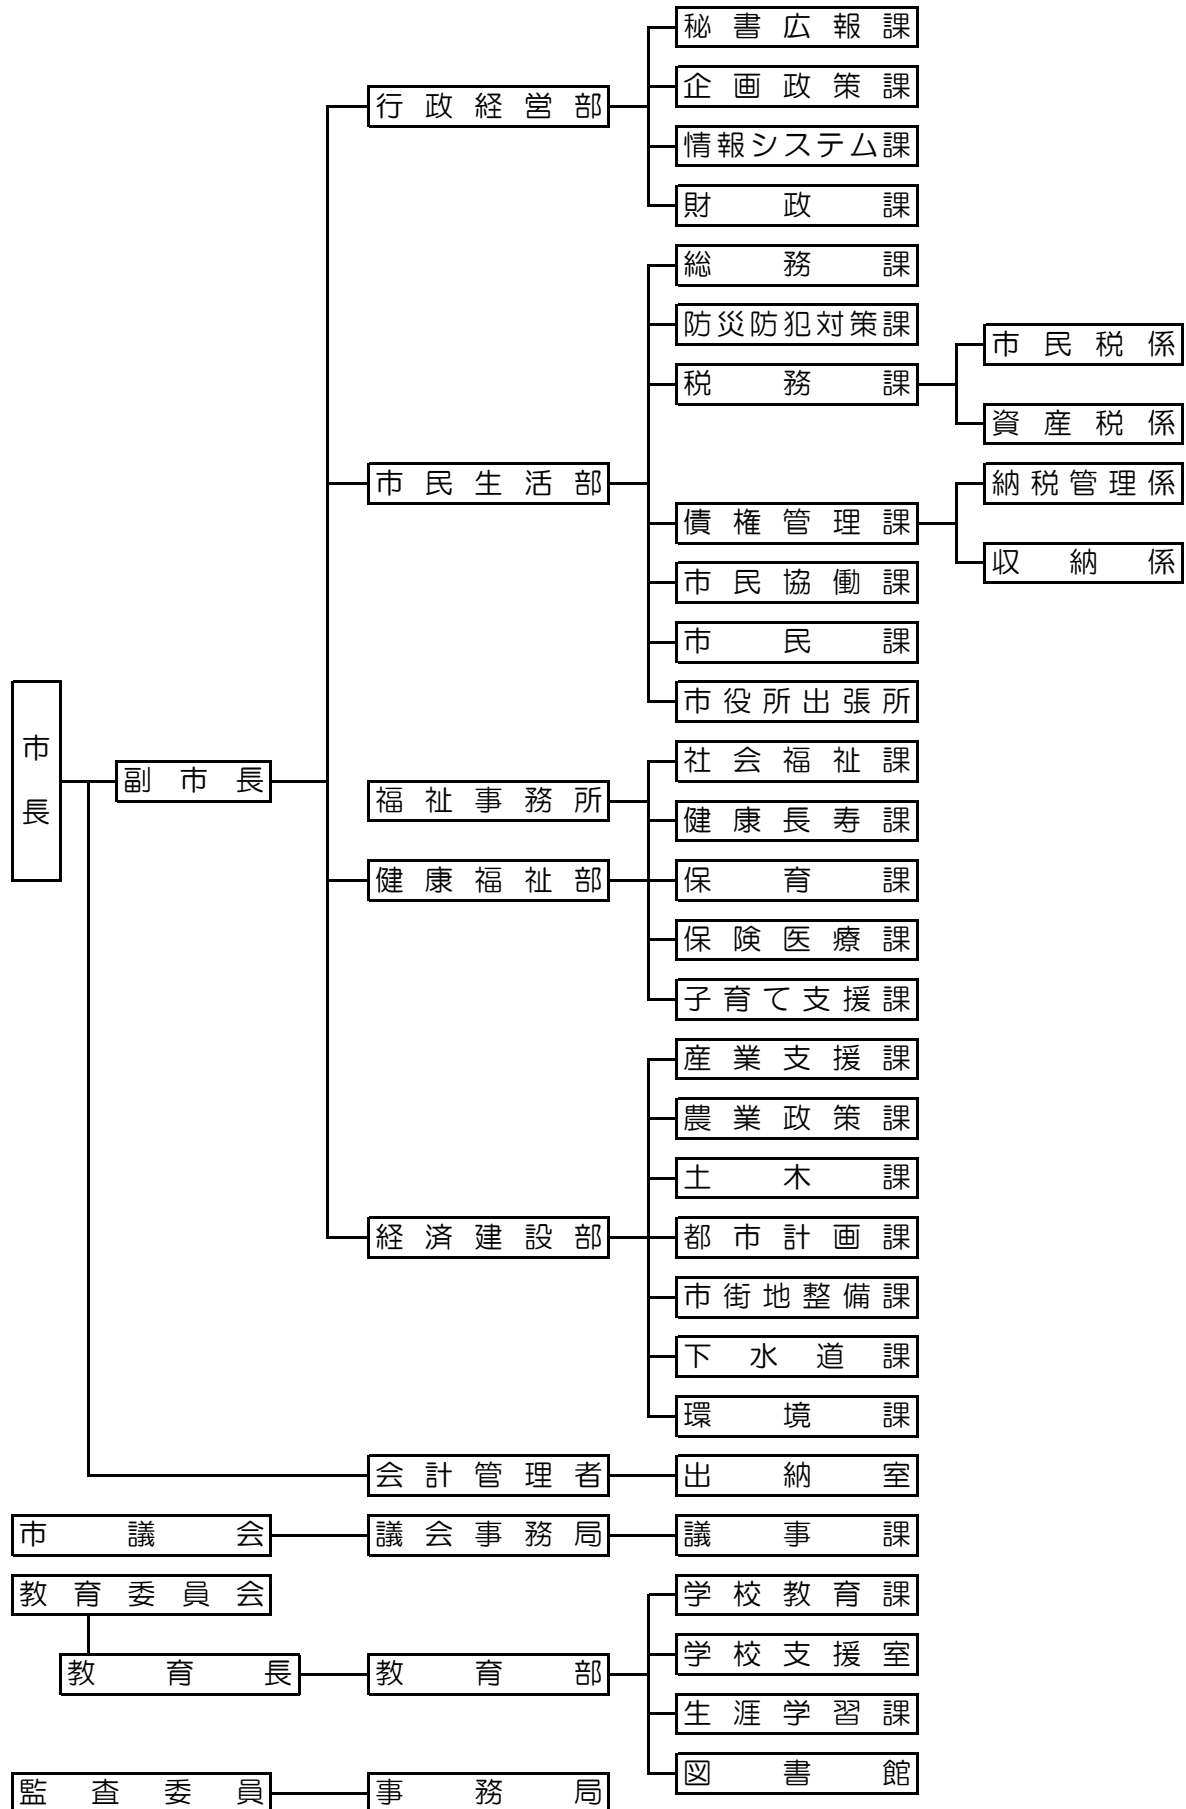 秘書広報課
企画政策課
行政経営部
情報システム課
財政課
総務課
防災防犯対策課
市民税係
税務課
資産税係
市民生活部
納税管理係
債権管理課
収納係
市民協働課
市民課
市役所出張所
市長
副市長
社会福祉課
福祉事務所
健康長寿課
健康福祉部
保育課
保険医療課
子育て支援課
産業支援課
農業政策課
土木課
経済建設部
都市計画課
市街地整備課
下水道課
環境課
会計管理者
出納室
市議会
議会事務局
議事課
教育委員会
学校教育課
学校支援室
教育長
教育部
生涯学習課
図書館
監査委員
事務局